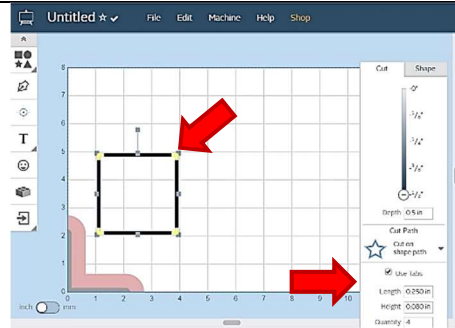 Untitled
File Edit Machine Help Shop
Cut Shape
8
7
6
5
4
3
2
1
0
0 1 2 3 4 5 6 7 8 9 10
inch mm
T
0"
Depth 0.5 in
Cut Path
Cut on
shape path
Use Tabs
Length 0.250 in
Height 0.080 in
Quantity 4